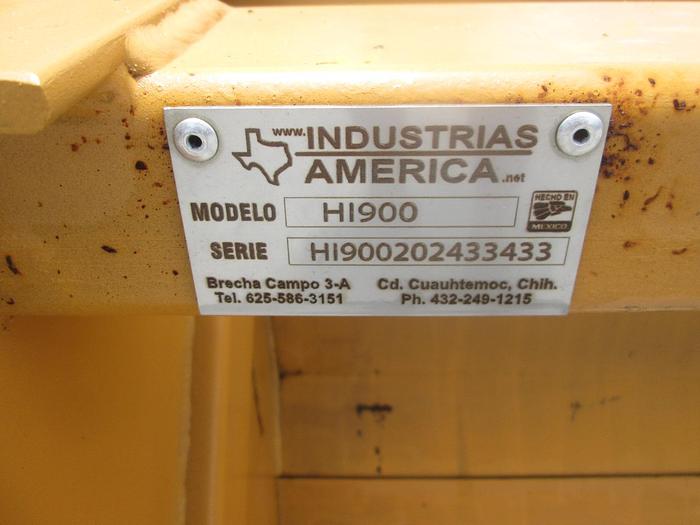 www. INDUSTRIAS
AMERICA .net
MODELO HI900
HECHO EN
MEXICO
SERIE HI900202433433
Brecha Campo 3-A Cd. Cuauhtemoc, Chih.
Tel. 625-586-3151 Ph. 432-249-1215